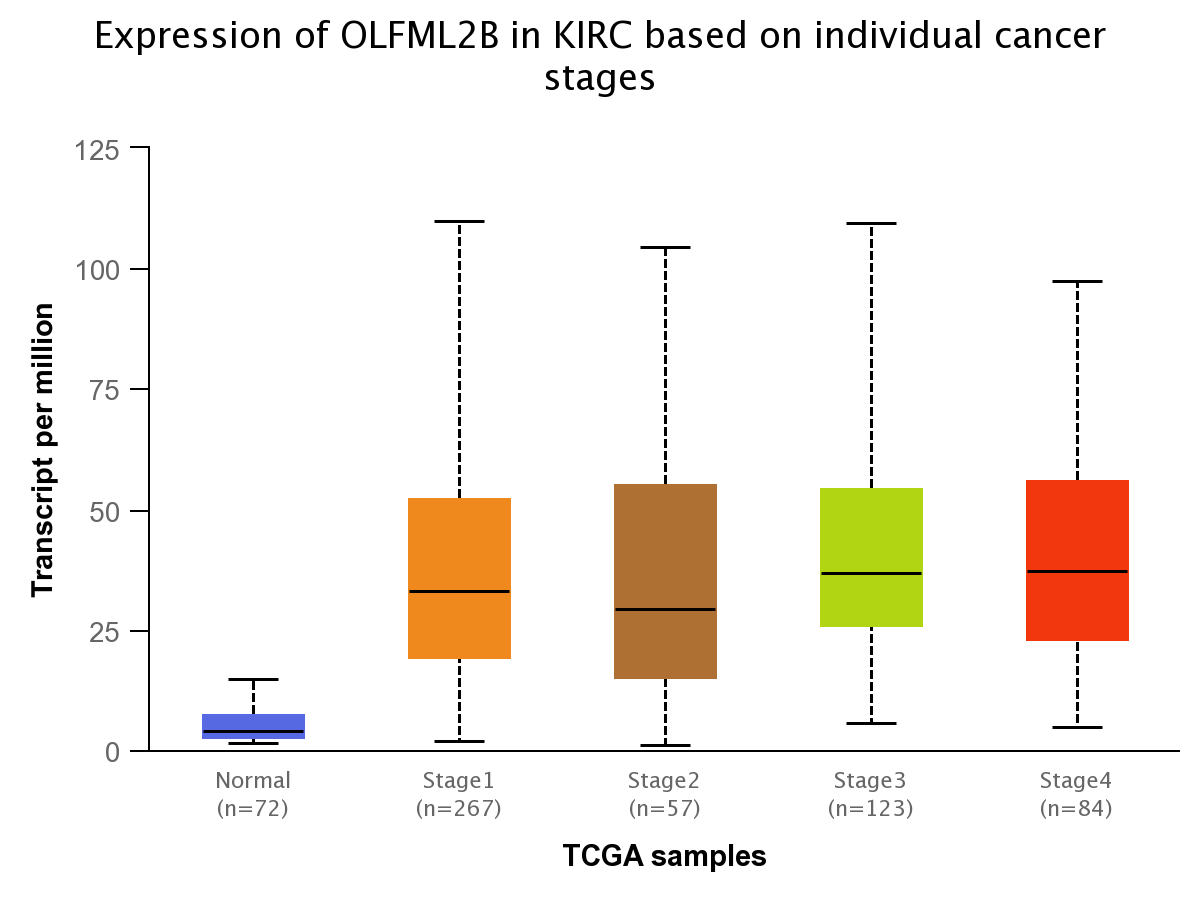 Expression of OLFML2B in KIRC based on individual cancer
stages
125
100
75
50
25
0
Transcript per million
Normal
(n=72)
Stage1
(n=267)
Stage2
(n=57)
Stage3
(n=123)
Stage4
(n=84)
TCGA samples